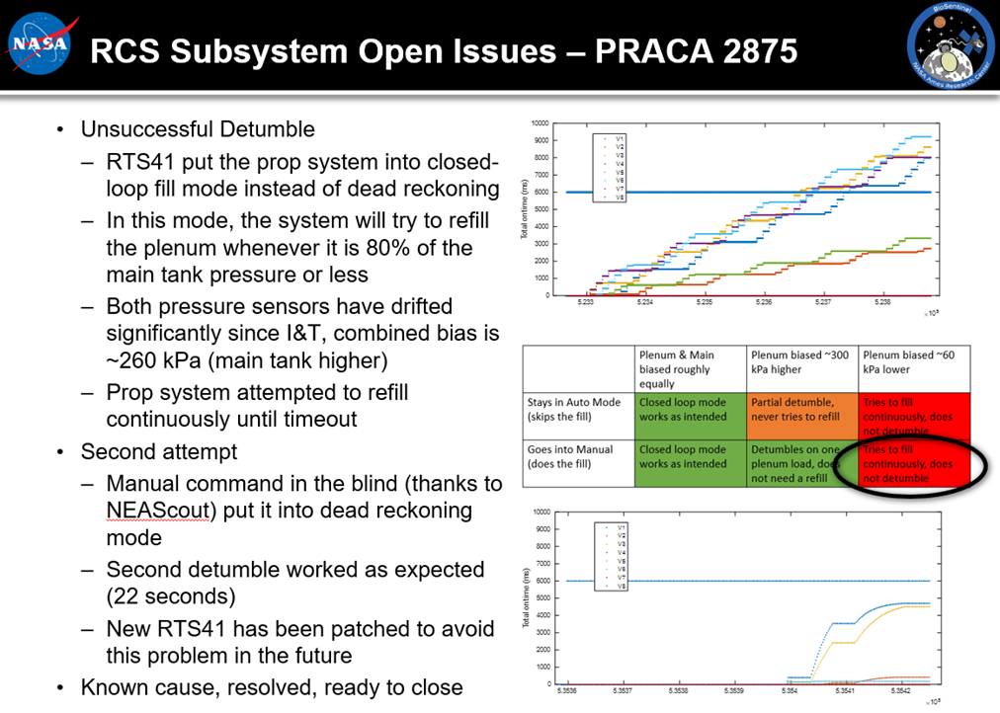 NASA
RCS Subsystem Open Issues – PRACA 2875
BioSentinel
NASA Ames Research Center
• Unsuccessful Detumble
– RTS41 put the prop system into closed-
loop fill mode instead of dead reckoning
– In this mode, the system will try to refill
the plenum whenever it is 80% of the
main tank pressure or less
– Both pressure sensors have drifted
significantly since I&T, combined bias is
~260 kPa (main tank higher)
– Prop system attempted to refill
continuously until timeout
• Second attempt
– Manual command in the blind (thanks to
NEAScout) put it into dead reckoning
mode
– Second detumble worked as expected
(22 seconds)
– New RTS41 has been patched to avoid
this problem in the future
• Known cause, resolved, ready to close
10000
9000
8000
7000
6000
5000
4000
3000
2000
1000
0
Total ontime (ms)
V1
V2
V3
V4
V5
V6
V7
V8
5.233 5.234 5.235 5.236 5.237 5.238
×10⁵
Plenum & Main
biased roughly
equally
Plenum biased ~300
kPa higher
Plenum biased ~60
kPa lower
Stays in Auto Mode
(skips the fill)
Closed loop mode
works as intended
Partial detumble,
never tries to refill
Tries to fill
continuously, does
not detumble
Goes into Manual
(does the fill)
Closed loop mode
works as intended
Detumbles on one
plenum load, does
not need a refill
Tries to fill
continuously, does
not detumble
10000
9000
8000
7000
6000
5000
4000
3000
2000
1000
0
Total ontime (ms)
V1
V2
V3
V4
V5
V6
V7
V8
5.3536 5.3537 5.3538 5.3539 5.354 5.3541 5.3542
×10⁵